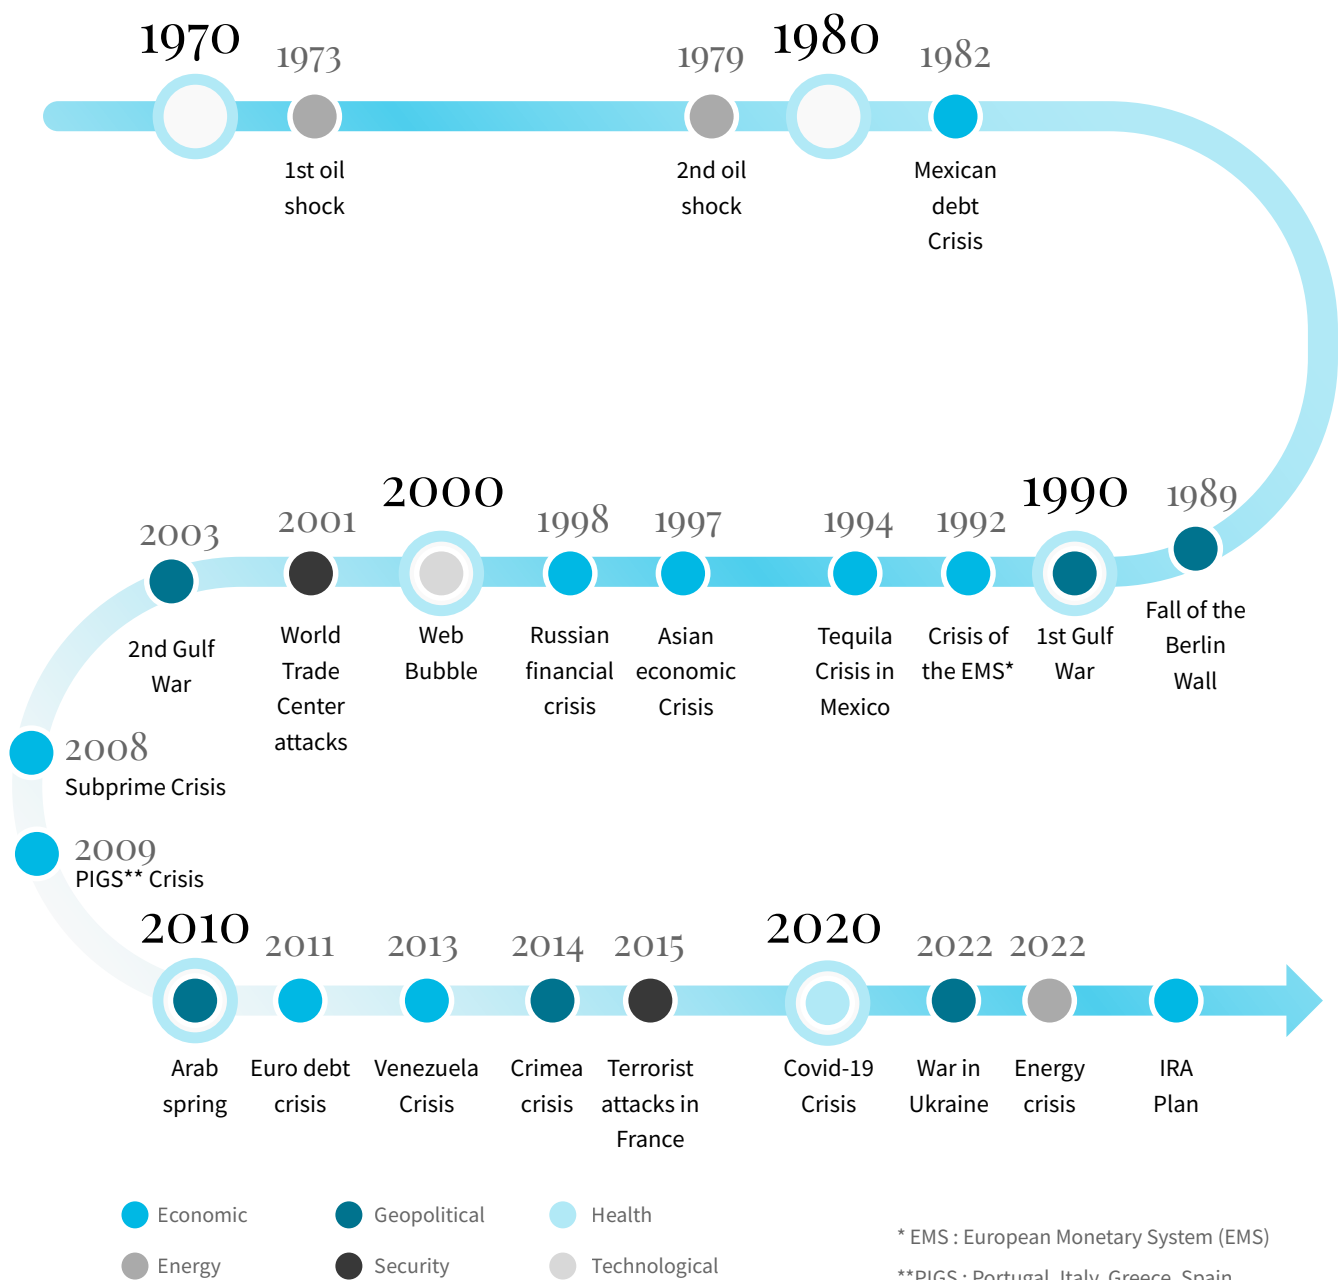 1970
1973
1979
1980
1982
1st oil
shock
2nd oil
shock
Mexican
debt
Crisis
2003
2001
2000
1998
1997
1994
1992
1990
1989
2nd Gulf
War
World
Trade
Center
attacks
Web
Bubble
Russian
financial
crisis
Asian
economic
Crisis
Tequila
Crisis in
Mexico
Crisis of
the EMS*
1st Gulf
War
Fall of the
Berlin
Wall
2008
Subprime Crisis
2009
PIGS** Crisis
2010
2011
2013
2014
2015
2020
2022
2022
Arab
spring
Euro debt
crisis
Venezuela
Crisis
Crimea
crisis
Terrorist
attacks in
France
Covid-19
Crisis
War in
Ukraine
Energy
crisis
IRA
Plan
Economic
Geopolitical
Health
Energy
Security
Technological
* EMS : European Monetary System (EMS)
**PIGS : Portugal, Italy, Greece, Spain